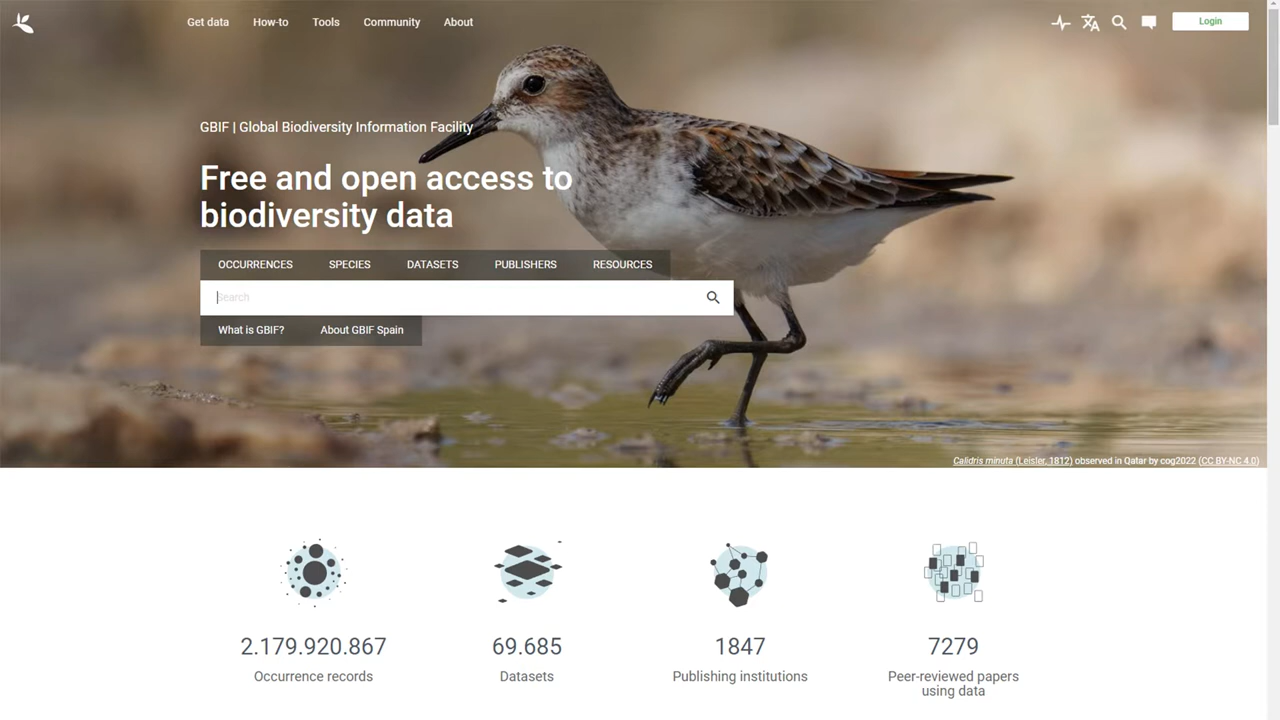 Get data How-to Tools Community About Login
GBIF | Global Biodiversity Information Facility
Free and open access to
biodiversity data
OCCURRENCES SPECIES DATASETS PUBLISHERS RESOURCES
Search
What is GBIF? About GBIF Spain
Calidris minuta (Leisler, 1812) observed in Qatar by cog2022 (CC BY-NC 4.0)
2.179.920.867 69.685 1847 7279
Occurrence records Datasets Publishing institutions Peer-reviewed papers
using data